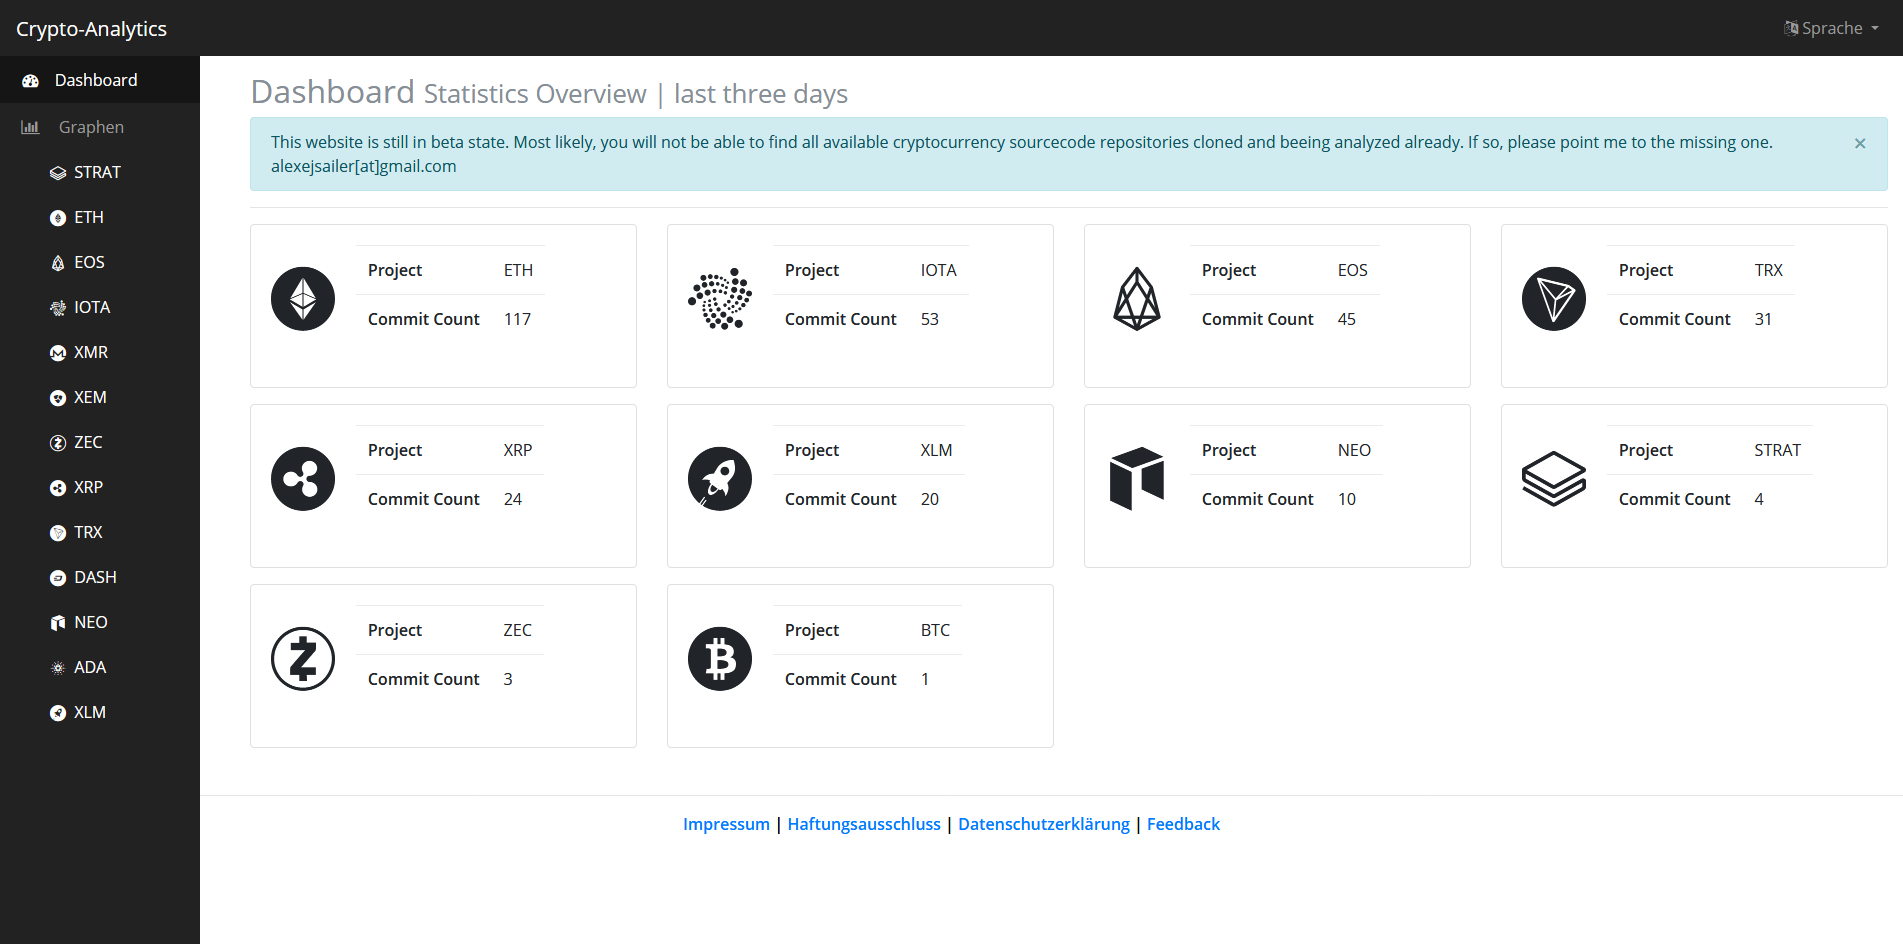 Crypto-Analytics
Sprache
Dashboard
Graphen
STRAT
ETH
EOS
IOTA
XMR
XEM
ZEC
XRP
TRX
DASH
NEO
ADA
XLM
Dashboard Statistics Overview | last three days
This website is still in beta state. Most likely, you will not be able to find all available cryptocurrency sourcecode repositories cloned and beeing analyzed already. If so, please point me to the missing one.
alexejsailer[at]gmail.com
×
Project ETH
Commit Count 117
Project IOTA
Commit Count 53
Project EOS
Commit Count 45
Project TRX
Commit Count 31
Project XRP
Commit Count 24
Project XLM
Commit Count 20
Project NEO
Commit Count 10
Project STRAT
Commit Count 4
Project ZEC
Commit Count 3
Project BTC
Commit Count 1
Impressum | Haftungsausschluss | Datenschutzerklärung | Feedback